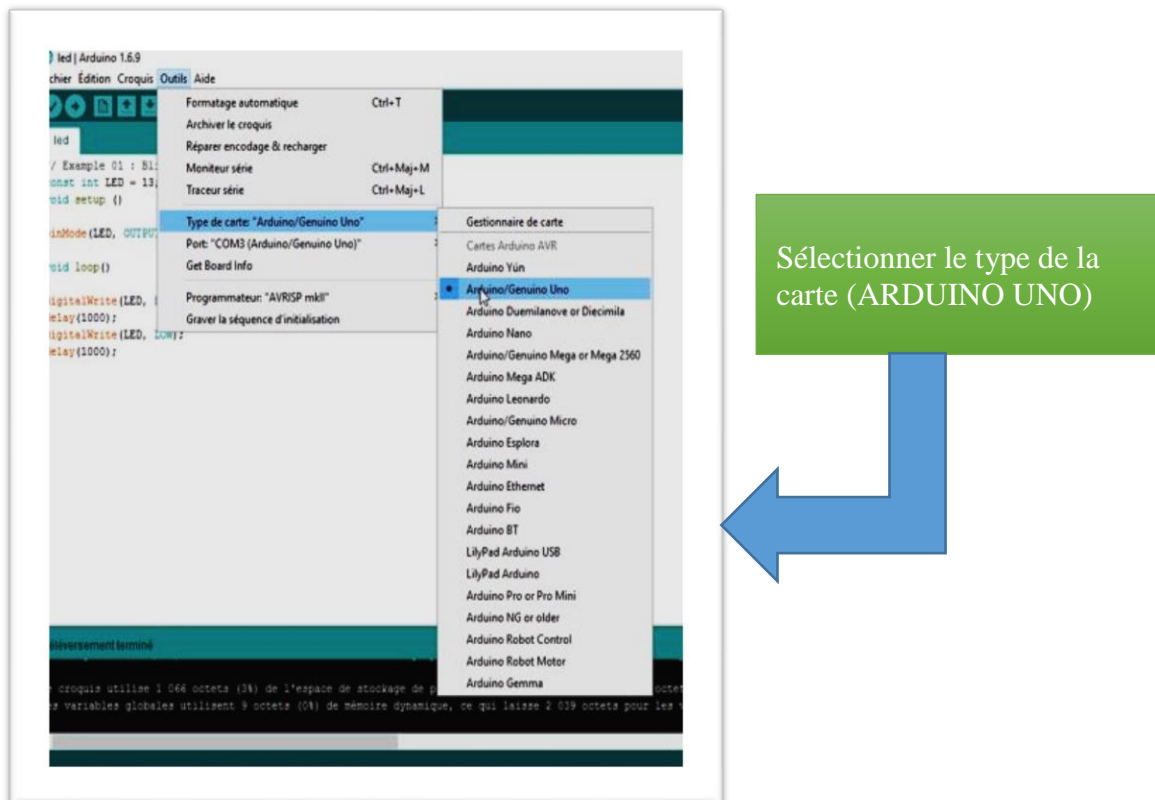 led | Arduino 1.6.9
chier Édition Croquis Outils Aide
led
/ Example 01 : Bli
onst int LED = 13;
oid setup ()
inMode(LED, OUTPU
oid loop()
igitalWrite(LED,
elay(1000);
igitalWrite(LED, LOW);
elay(1000);
Formatage automatique Ctrl+T
Archiver le croquis
Réparer encodage & recharger
Moniteur série Ctrl+Maj+M
Traceur série Ctrl+Maj+L
Type de carte: "Arduino/Genuino Uno"
Port: "COM3 (Arduino/Genuino Uno)"
Get Board Info
Programmateur: "AVRISP mkII"
Graver la séquence d'initialisation
Gestionnaire de carte
Cartes Arduino AVR
Arduino Yún
Arduino/Genuino Uno
Arduino Duemilanove or Diecimila
Arduino Nano
Arduino/Genuino Mega or Mega 2560
Arduino Mega ADK
Arduino Leonardo
Arduino/Genuino Micro
Arduino Esplora
Arduino Mini
Arduino Ethernet
Arduino Fio
Arduino BT
LilyPad Arduino USB
LilyPad Arduino
Arduino Pro or Pro Mini
Arduino NG or older
Arduino Robot Control
Arduino Robot Motor
Arduino Gemma
éléversement terminé
e croquis utilise 1 066 octets (3%) de l'espace de stockage de p octet
es variables globales utilisent 9 octets (0%) de mémoire dynamique, ce qui laisse 2 039 octets pour les v
Sélectionner le type de la
carte (ARDUINO UNO)